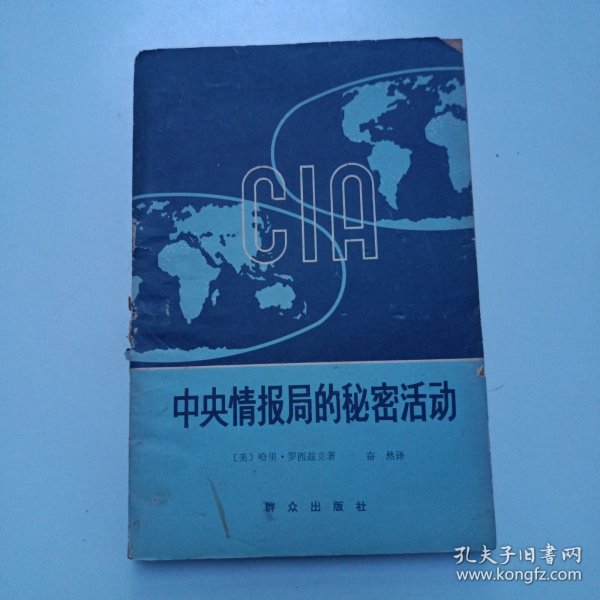 CIA
中央情报局的秘密活动
〔美〕哈里·罗西兹克著 奋然译
群众出版社
孔夫子旧书网
www.kongfz.com